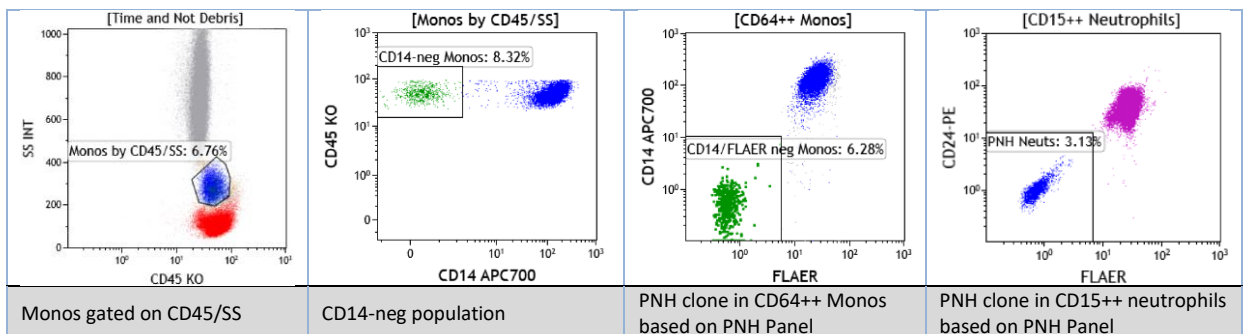 [Time and Not Debris]
1000
800
600
400
200
0
SS INT
Monos by CD45/SS: 6.76%
10⁰
10¹
10²
10¹
CD45 KO
Monos gated on CD45/SS
[Monos by CD45/SS]
10³
10²
10¹
10⁰
0
CD45 KO
CD14-neg Monos: 8.32%
0
10¹
10²
10³
CD14 APC700
CD14-neg population
[CD64++ Monos]
10³
10²
10¹
10⁰
CD14 APC700
CD14/FLAER neg Monos: 6.28%
10⁰
10¹
10²
10³
FLAER
PNH clone in CD64++ Monos
based on PNH Panel
[CD15++ Neutrophils]
10³
10²
10¹
10⁰
CD24-PE
PNH Neuts: 3.13%
10⁰
10¹
10²
10³
FLAER
PNH clone in CD15++ neutrophils
based on PNH Panel